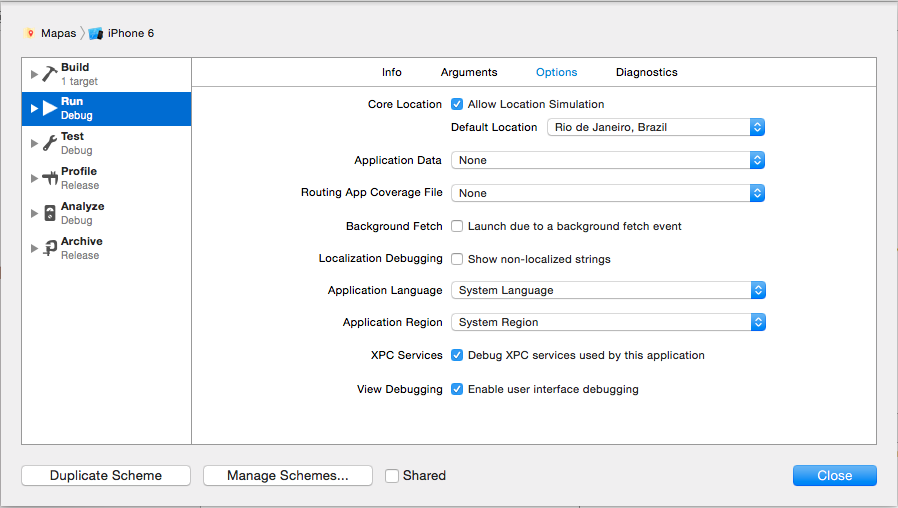 Mapas iPhone 6
Build
1 target
Run
Debug
Test
Debug
Profile
Release
Analyze
Debug
Archive
Release
Info Arguments Options Diagnostics
Core Location Allow Location Simulation
Default Location Rio de Janeiro, Brazil
Application Data None
Routing App Coverage File None
Background Fetch Launch due to a background fetch event
Localization Debugging Show non-localized strings
Application Language System Language
Application Region System Region
XPC Services Debug XPC services used by this application
View Debugging Enable user interface debugging
Duplicate Scheme Manage Schemes... Shared Close